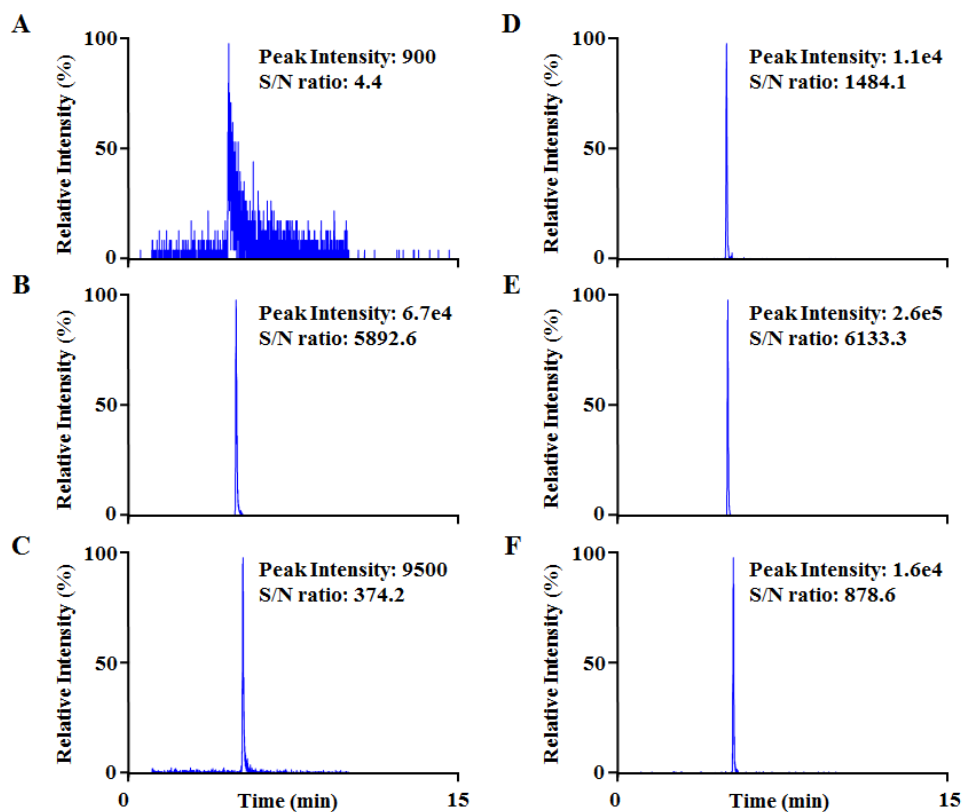 A
Relative Intensity (%)
100
50
0
Peak Intensity: 900
S/N ratio: 4.4
B
Relative Intensity (%)
100
50
0
Peak Intensity: 6.7e4
S/N ratio: 5892.6
C
Relative Intensity (%)
100
50
0
Peak Intensity: 9500
S/N ratio: 374.2
0
Time (min)
15
D
Relative Intensity (%)
100
50
0
Peak Intensity: 1.1e4
S/N ratio: 1484.1
E
Relative Intensity (%)
100
50
0
Peak Intensity: 2.6e5
S/N ratio: 6133.3
F
Relative Intensity (%)
100
50
0
Peak Intensity: 1.6e4
S/N ratio: 878.6
0
Time (min)
15